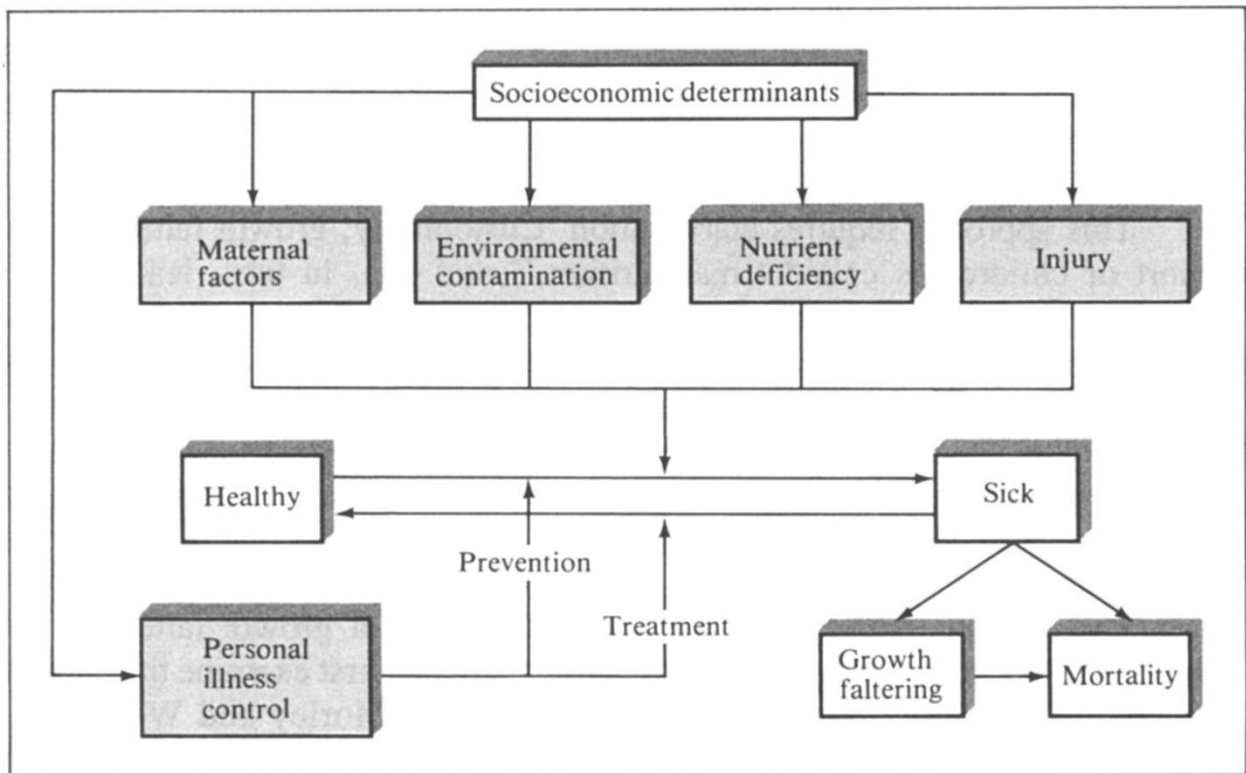 Socioeconomic determinants
Maternal
factors
Environmental
contamination
Nutrient
deficiency
Injury
Healthy
Sick
Prevention
Treatment
Personal
illness
control
Growth
faltering
Mortality